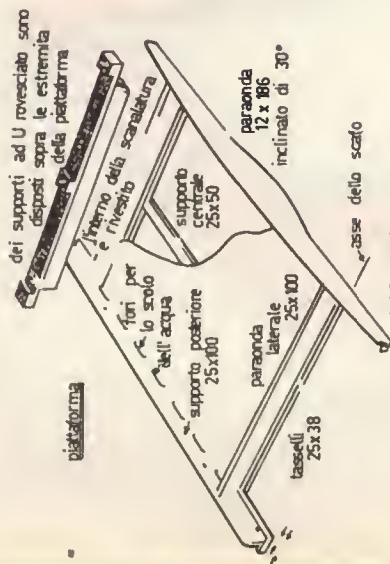 dei supporti ad U rovesciato sono
disposti sopra le estremita
della piattaforma
piattaforma
l'interno della scanalatura
e rivestito
fori per
lo scolo
dell'acqua
supporto posteriore
25x100
supporto
centrale
25x50
paraonda
12 x 186
inclinato di 30°
paraonda
laterale
25x100
tasselli
25x38
asse dello scafo